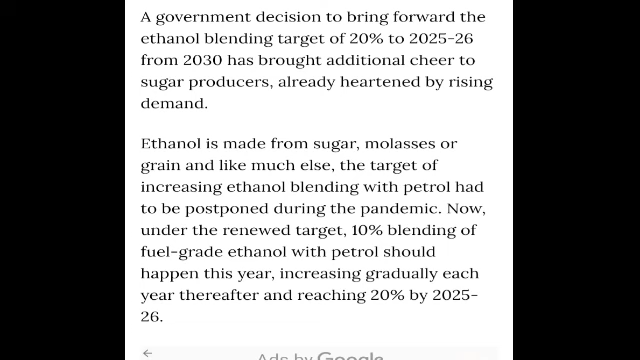 A government decision to bring forward the
ethanol blending target of 20% to 2025-26
from 2030 has brought additional cheer to
sugar producers, already heartened by rising
demand.
Ethanol is made from sugar, molasses or
grain and like much else, the target of
increasing ethanol blending with petrol had
to be postponed during the pandemic. Now,
under the renewed target, 10% blending of
fuel-grade ethanol with petrol should
happen this year, increasing gradually each
year thereafter and reaching 20% by 2025-
26.
Ads by Google